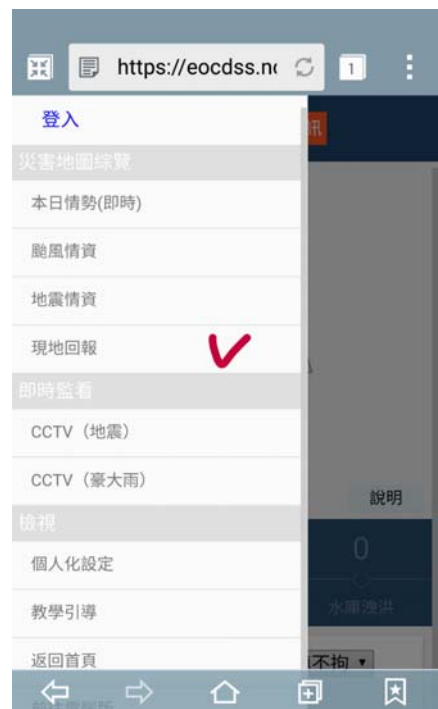 https://eocdss.nc
1
登入
訊
災害地圖綜覽
本日情勢(即時)
颱風情資
地震情資
現地回報
即時監看
CCTV（地震）
CCTV（豪大雨）
說明
檢視
0
個人化設定
水庫洩洪
教學引導
返回首頁
不拘